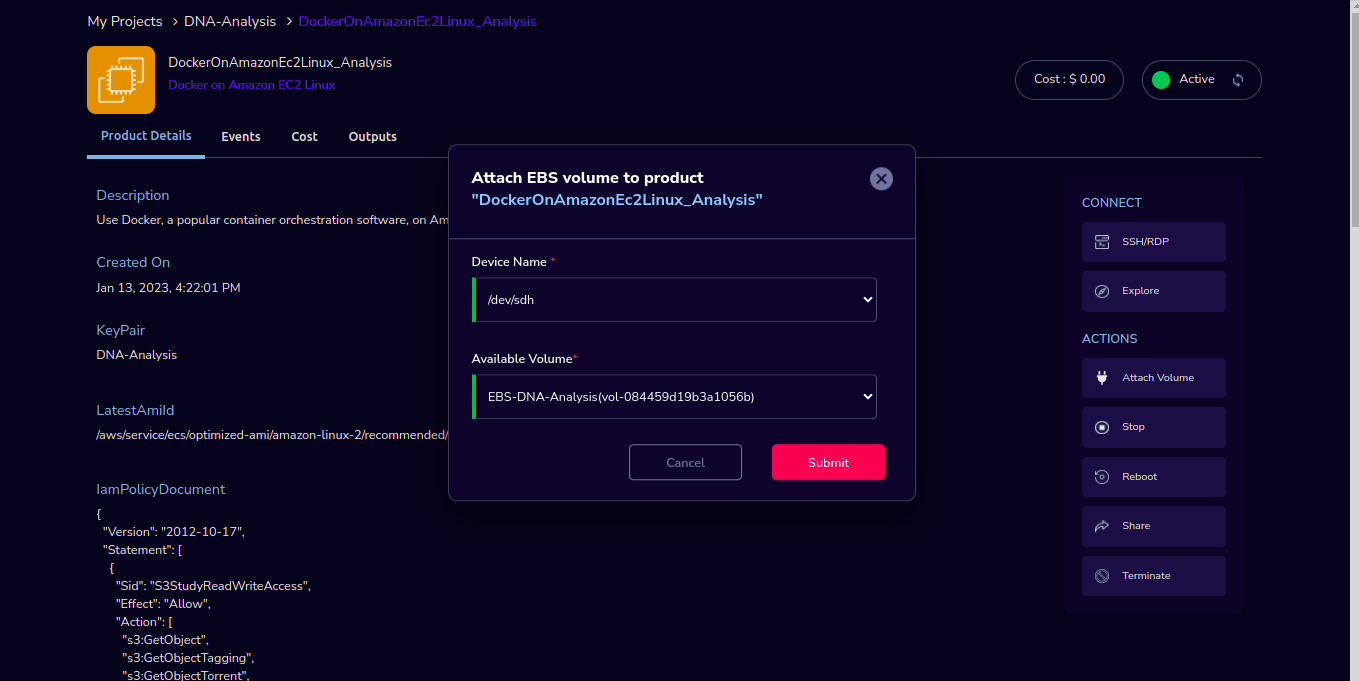 My Projects > DNA-Analysis > DockerOnAmazonEc2Linux_Analysis
DockerOnAmazonEc2Linux_Analysis
Docker on Amazon EC2 Linux
Cost : $ 0.00
Active
Product Details
Events
Cost
Outputs
Description
Use Docker, a popular container orchestration software, on Am
Created On
Jan 13, 2023, 4:22:01 PM
KeyPair
DNA-Analysis
LatestAmiId
/aws/service/ecs/optimized-ami/amazon-linux-2/recommended/
IamPolicyDocument
{
"Version": "2012-10-17",
"Statement": [
{
"Sid": "S3StudyReadWriteAccess",
"Effect": "Allow",
"Action": [
"s3:GetObject",
"s3:GetObjectTagging",
"s3:GetObjectTorrent",
Attach EBS volume to product
"DockerOnAmazonEc2Linux_Analysis"
Device Name *
/dev/sdh
Available Volume*
EBS-DNA-Analysis(vol-084459d19b3a1056b)
Cancel
Submit
CONNECT
SSH/RDP
Explore
ACTIONS
Attach Volume
Stop
Reboot
Share
Terminate